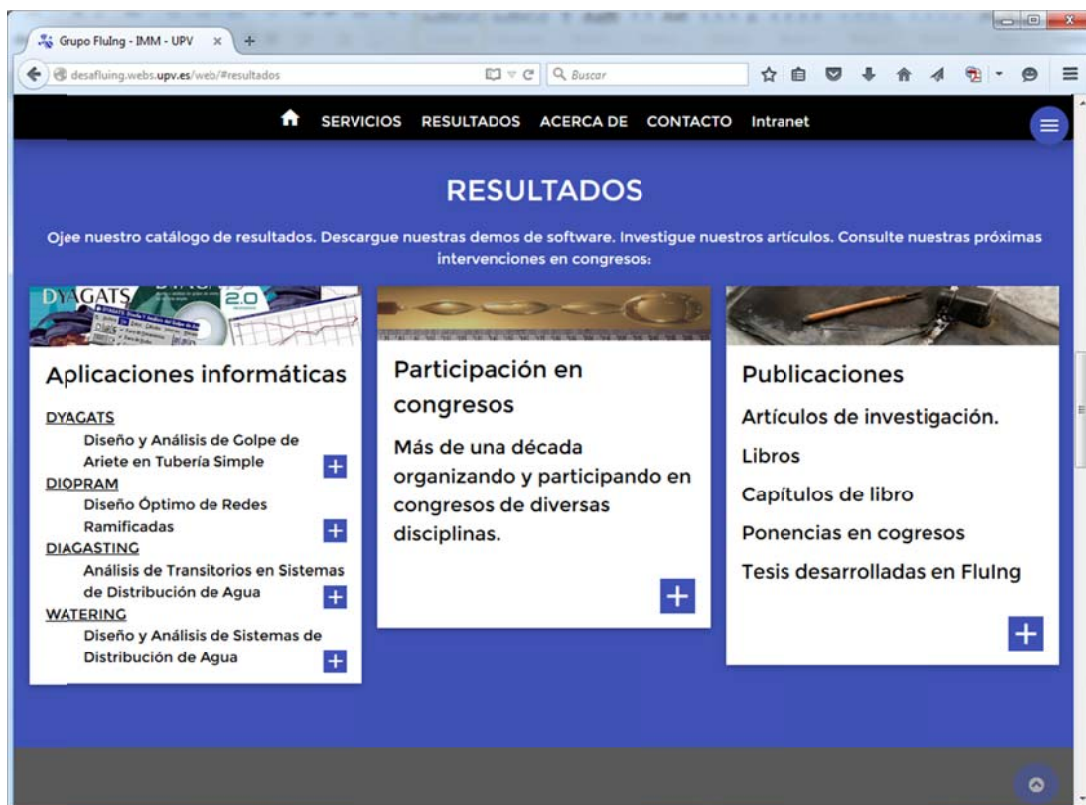 Grupo FluIng - IMM - UPV
desafluing.webs.upv.es/web/#resultados
Buscar
SERVICIOS RESULTADOS ACERCA DE CONTACTO Intranet
RESULTADOS
Ojee nuestro catálogo de resultados. Descargue nuestras demos de software. Investigue nuestros artículos. Consulte nuestras próximas
intervenciones en congresos:
DYAGATS
2.0
Aplicaciones informáticas
DYAGATS
Diseño y Análisis de Golpe de
Ariete en Tubería Simple
DIOPRAM
Diseño Óptimo de Redes
Ramificadas
DIAGASTING
Análisis de Transitorios en Sistemas
de Distribución de Agua
WATERING
Diseño y Análisis de Sistemas de
Distribución de Agua
Participación en
congresos
Más de una década
organizando y participando en
congresos de diversas
disciplinas.
Publicaciones
Artículos de investigación.
Libros
Capítulos de libro
Ponencias en cogresos
Tesis desarrolladas en FluIng